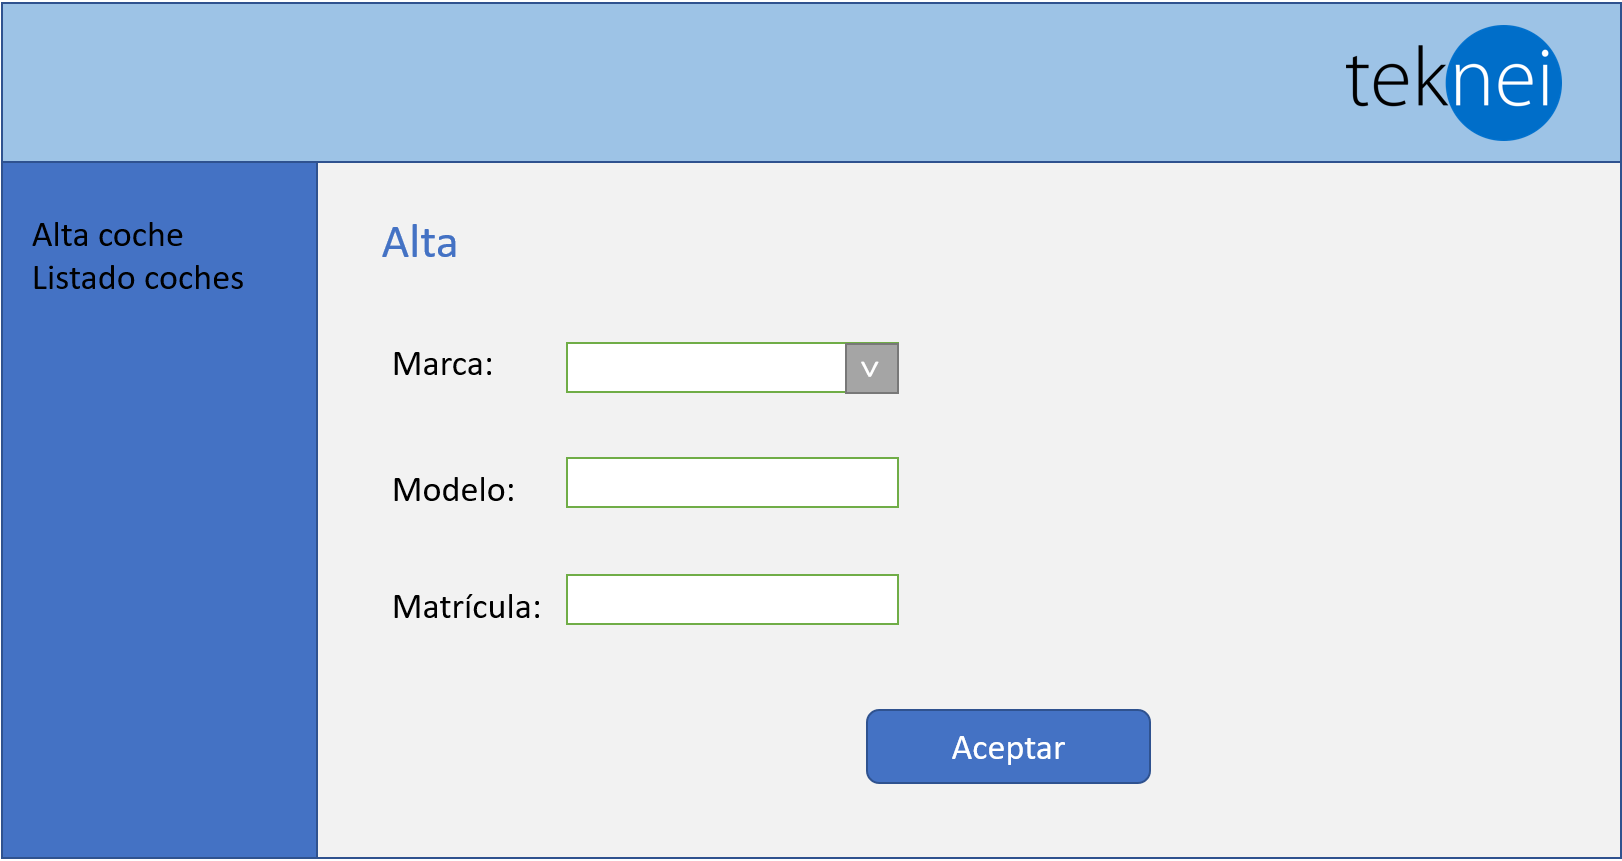 teknei
Alta coche
Listado coches
Alta
Marca:
v
Modelo:
Matrícula:
Aceptar